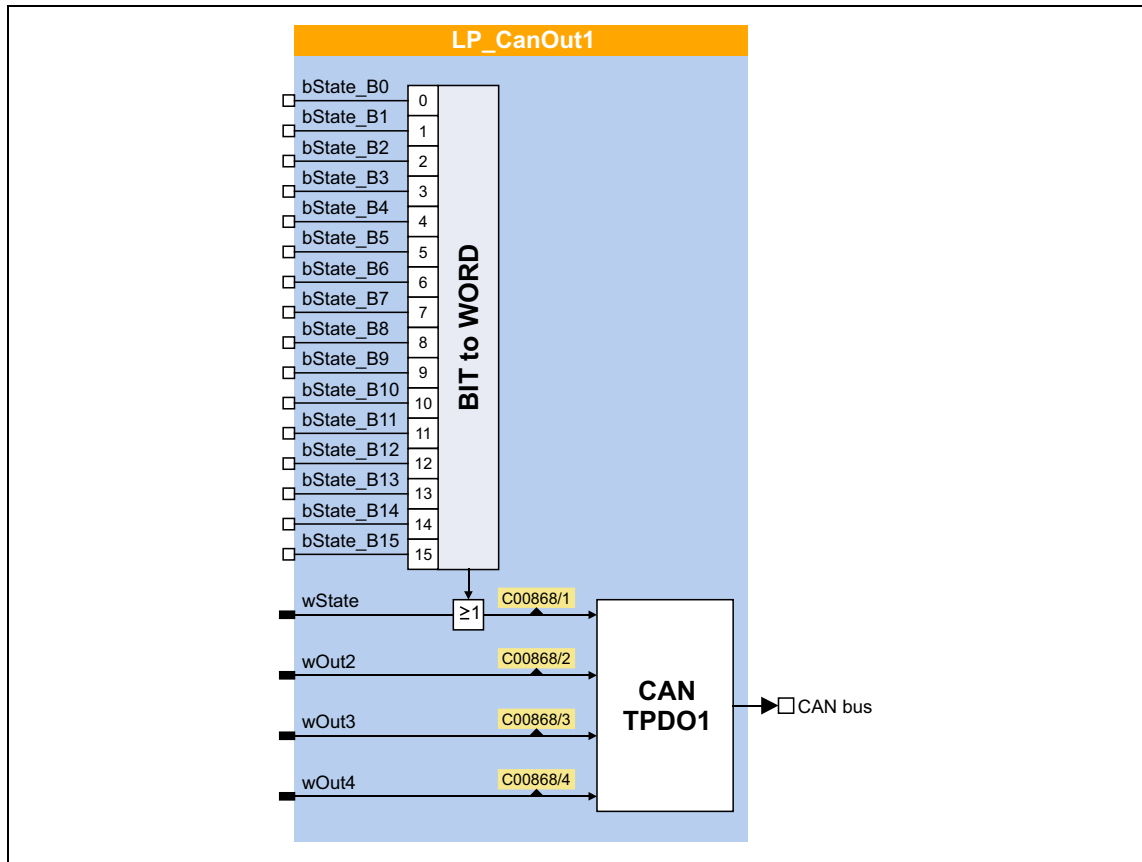 LP_CanOut1
bState_B0
0
bState_B1
1
bState_B2
2
bState_B3
3
bState_B4
4
bState_B5
5
bState_B6
6
bState_B7
7
bState_B8
8
bState_B9
9
bState_B10
10
bState_B11
11
bState_B12
12
bState_B13
13
bState_B14
14
bState_B15
15
BIT to WORD
wState
≥1
C00868/1
wOut2
C00868/2
wOut3
C00868/3
wOut4
C00868/4
CAN
TPDO1
CAN bus